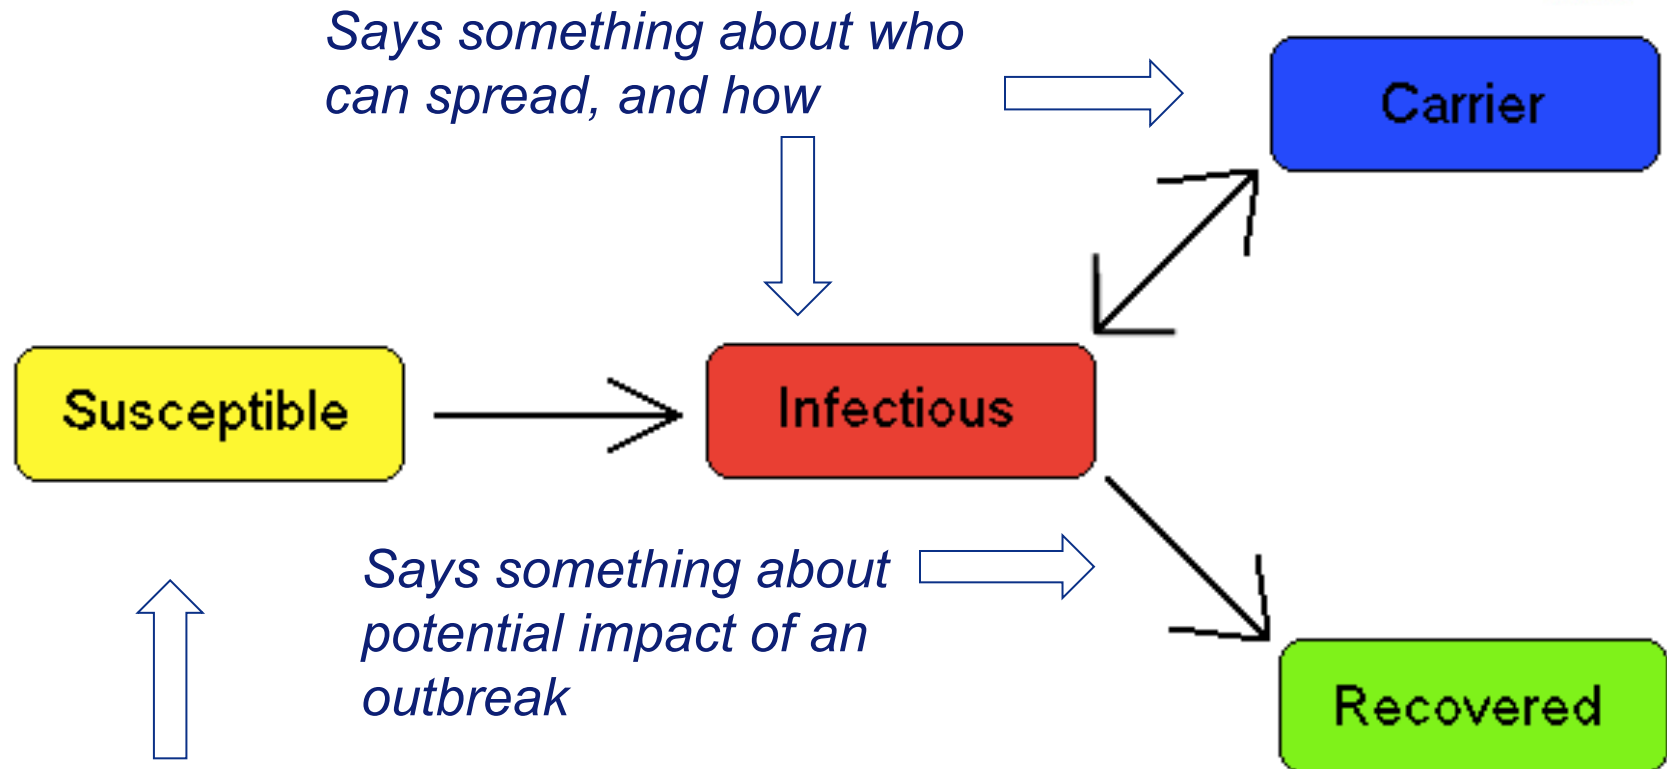 Says something about who
can spread, and how
Carrier
Susceptible
Infectious
Says something about
potential impact of an
outbreak
Recovered